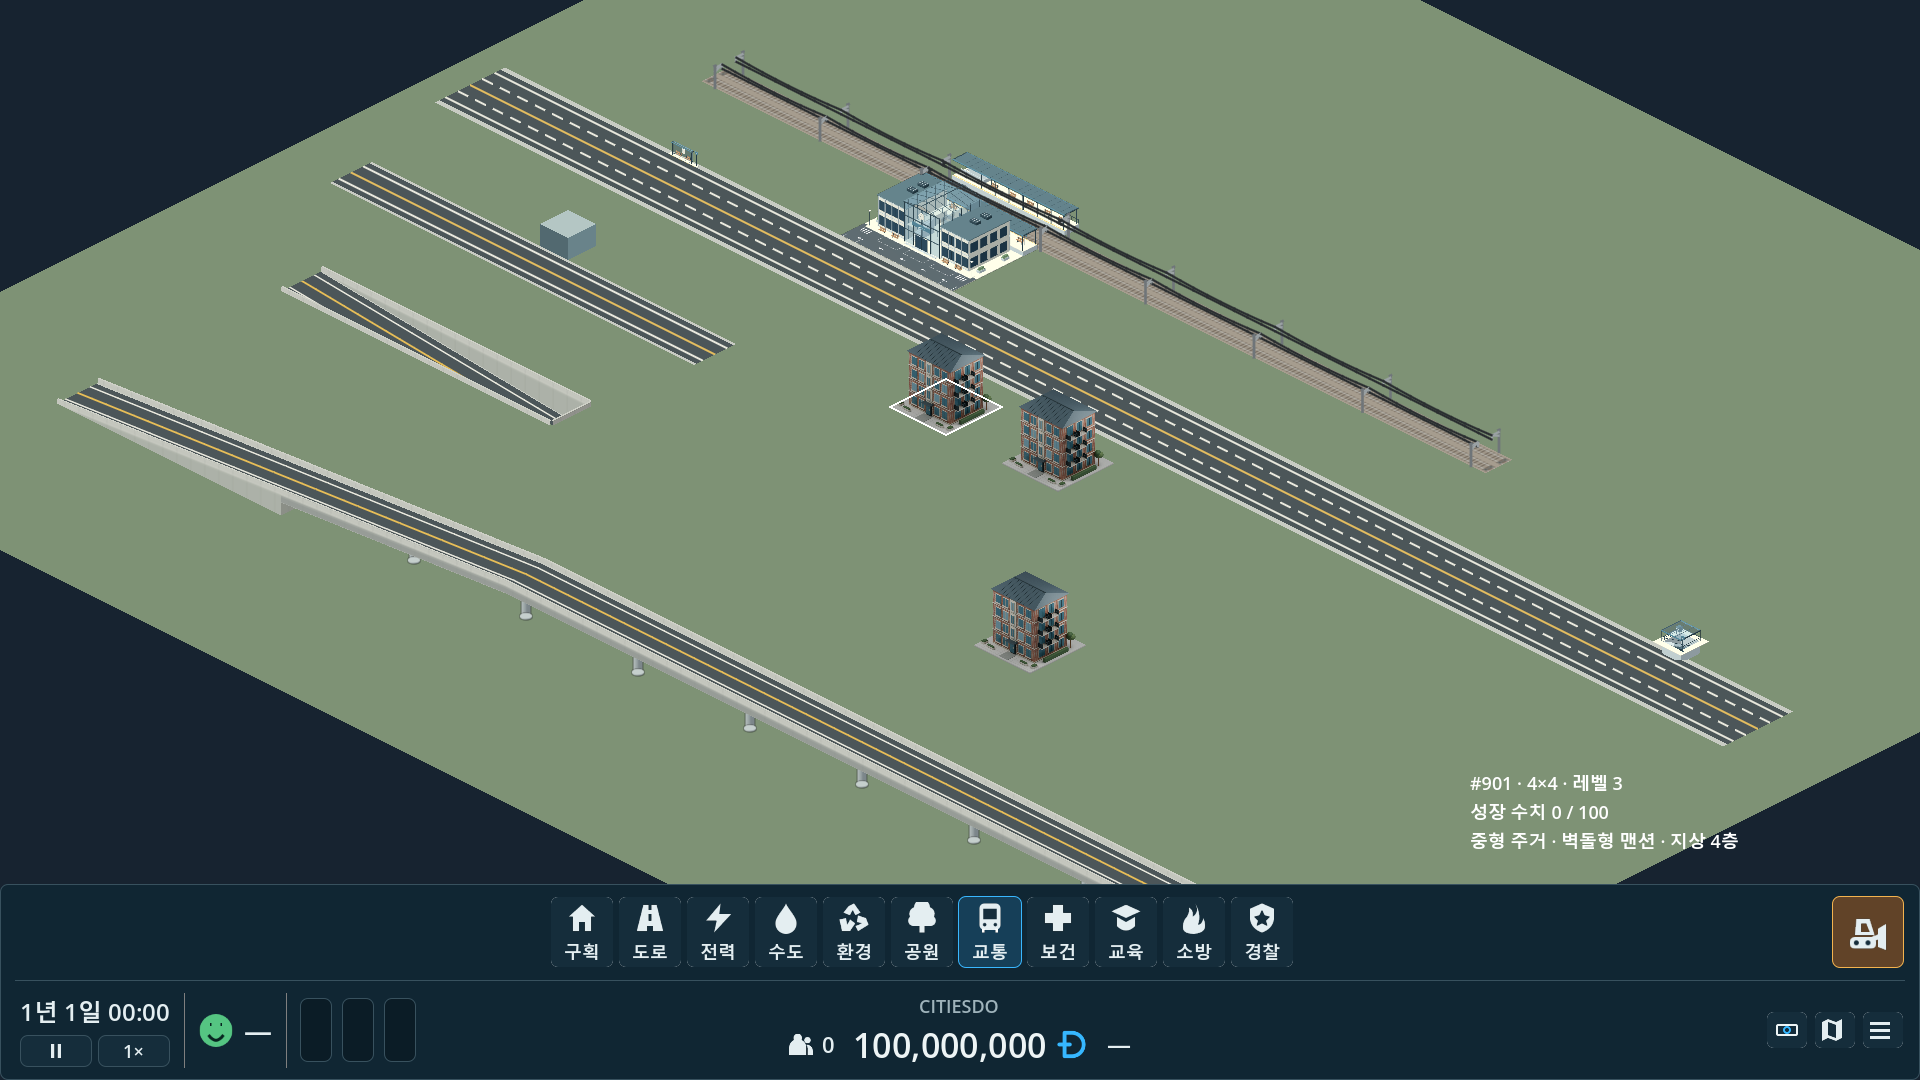 #901 · 4×4 · 레벨 3
성장 수치 0 / 100
중형 주거 · 벽돌형 맨션 · 지상 4층
구획
도로
전력
수도
환경
공원
교통
보건
교육
소방
경찰
1년 1일 00:00
1×
—
CITIESDO
0
100,000,000
—